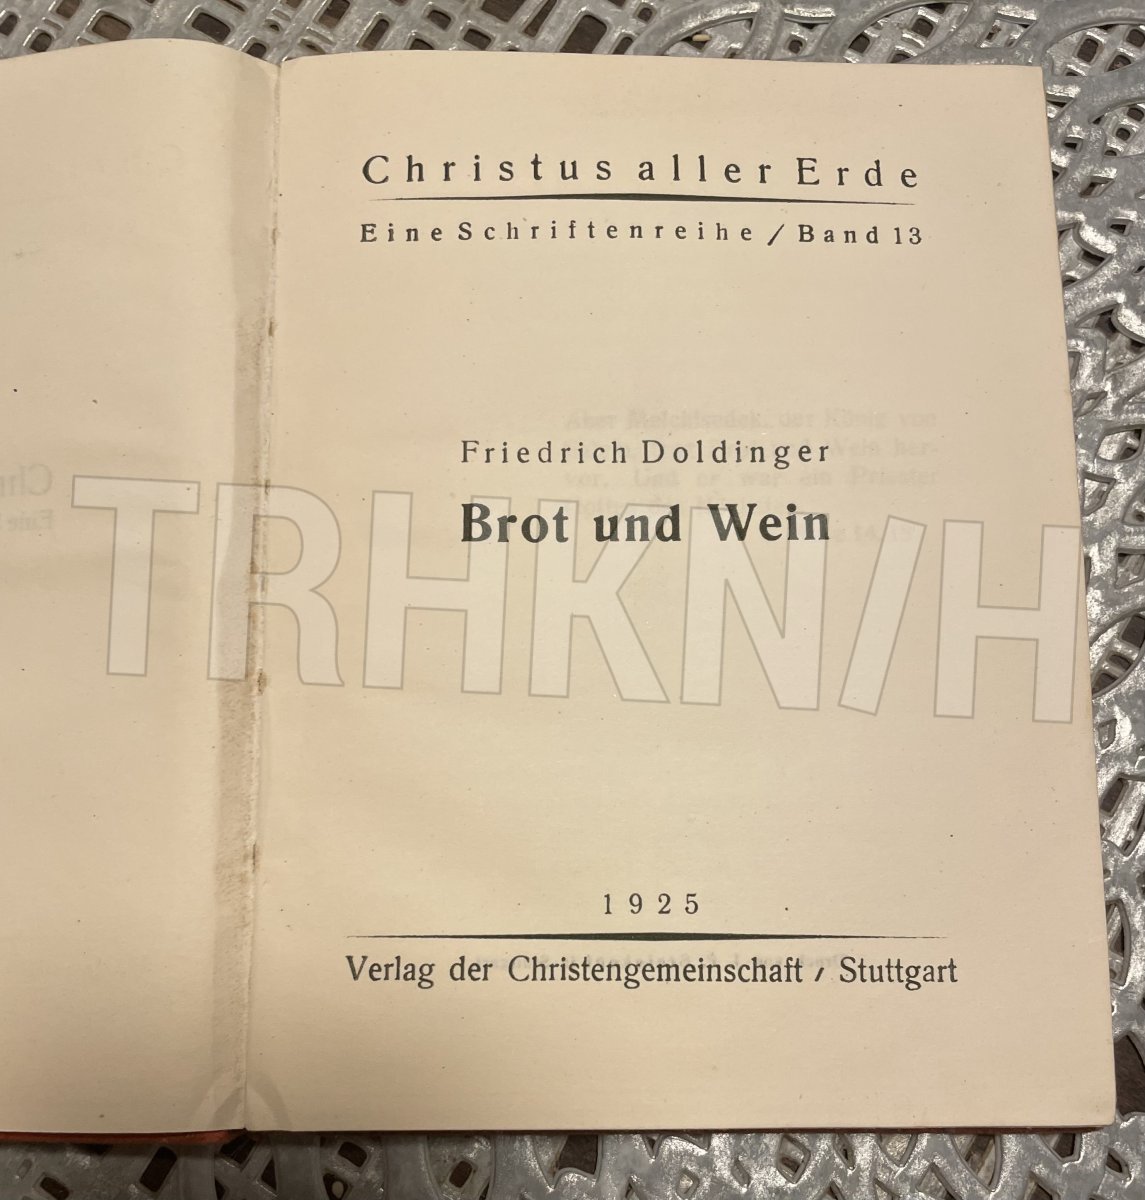 Christus aller Erde
Eine Schriftenreihe / Band 13
Friedrich Doldinger
Brot und Wein
TRHKN/H
1925
Verlag der Christengemeinschaft / Stuttgart